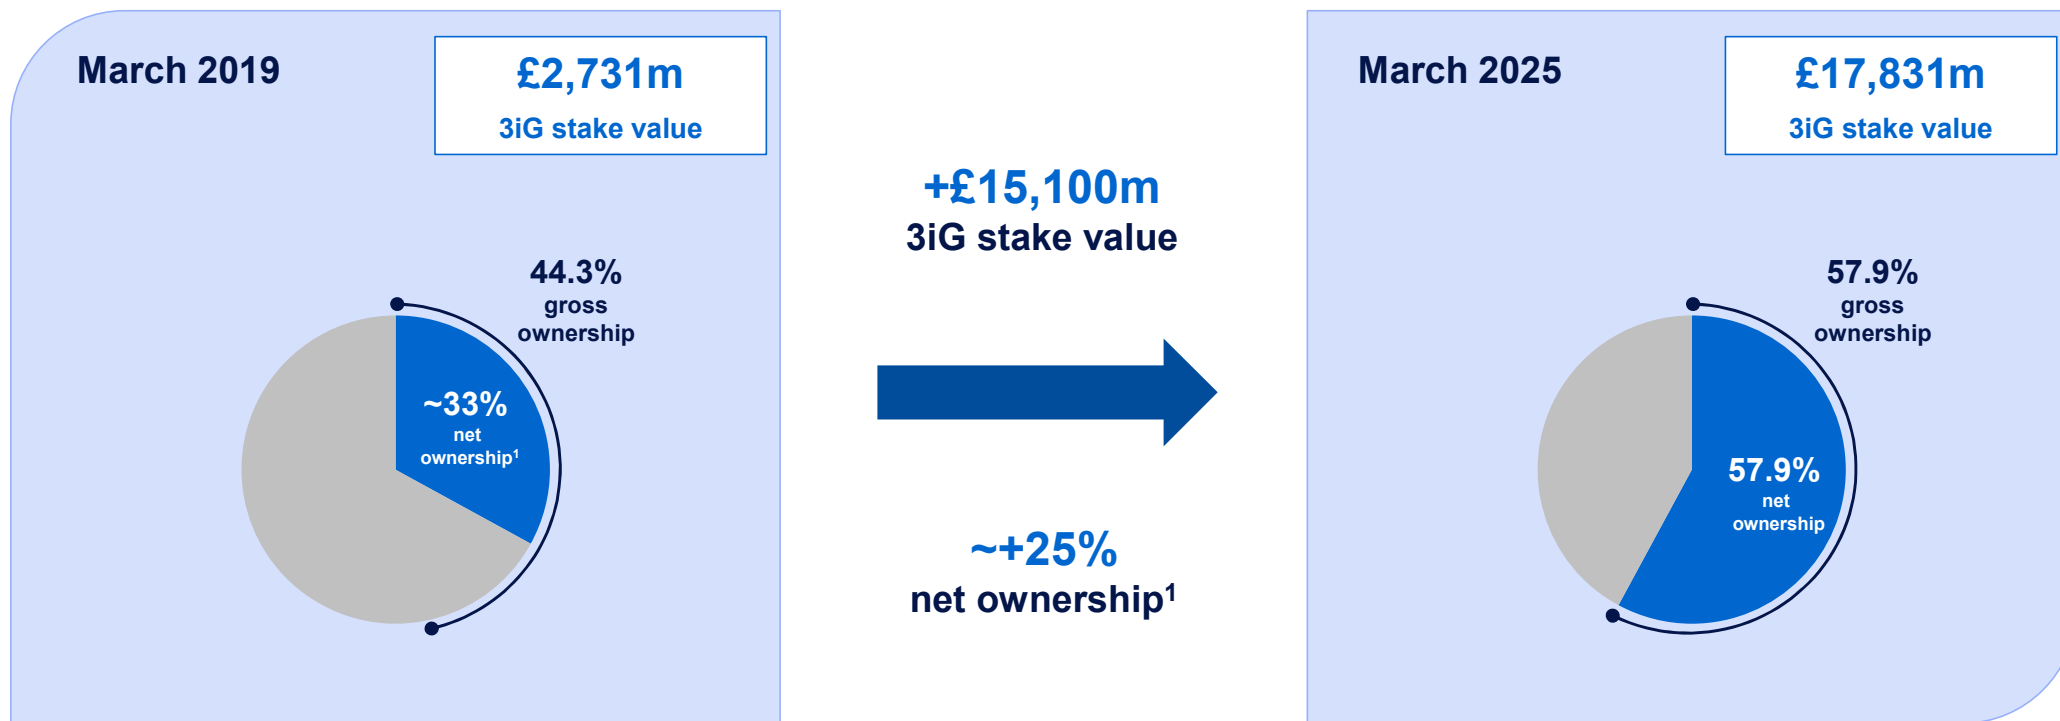 March 2019
£2,731m
3iG stake value
44.3%
gross
ownership
~33%
net
ownership¹
+£15,100m
3iG stake value
~+25%
net ownership¹
March 2025
£17,831m
3iG stake value
57.9%
gross
ownership
57.9%
net
ownership